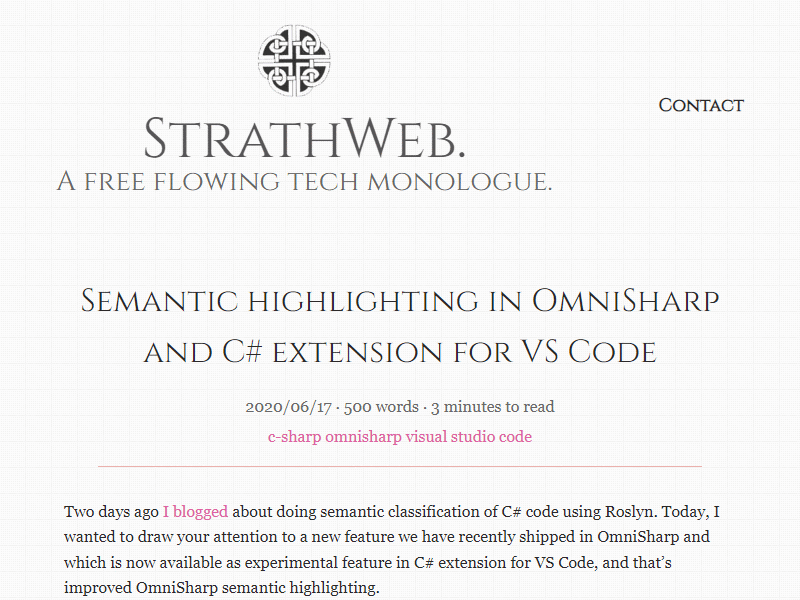 Contact
StrathWeb.
A free flowing tech monologue.
Semantic highlighting in OmniSharp
and C# extension for VS Code
2020/06/17 · 500 words · 3 minutes to read
c-sharp omnisharp visual studio code
Two days ago I blogged about doing semantic classification of C# code using Roslyn. Today, I
wanted to draw your attention to a new feature we have recently shipped in OmniSharp and
which is now available as experimental feature in C# extension for VS Code, and that's
improved OmniSharp semantic highlighting.